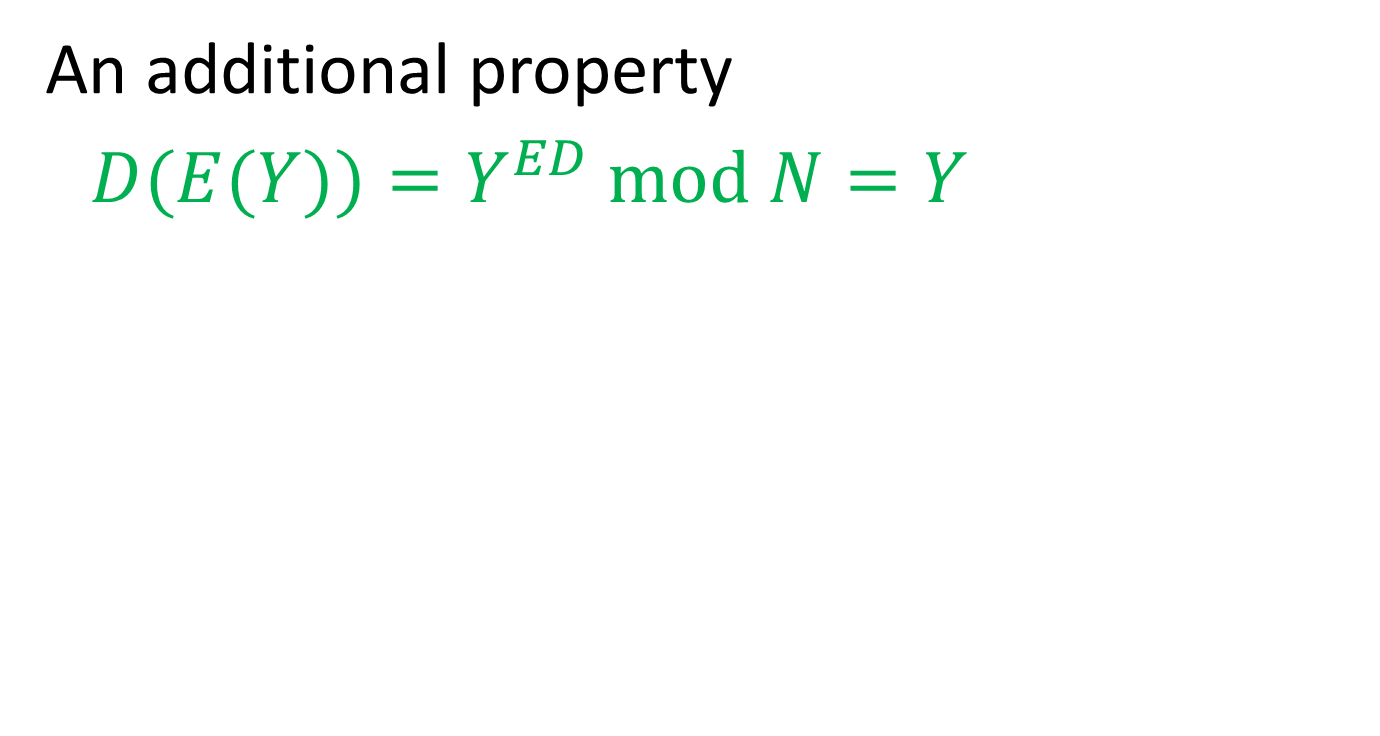 An additional property
D(E(Y)) = Y^{ED} mod N = Y